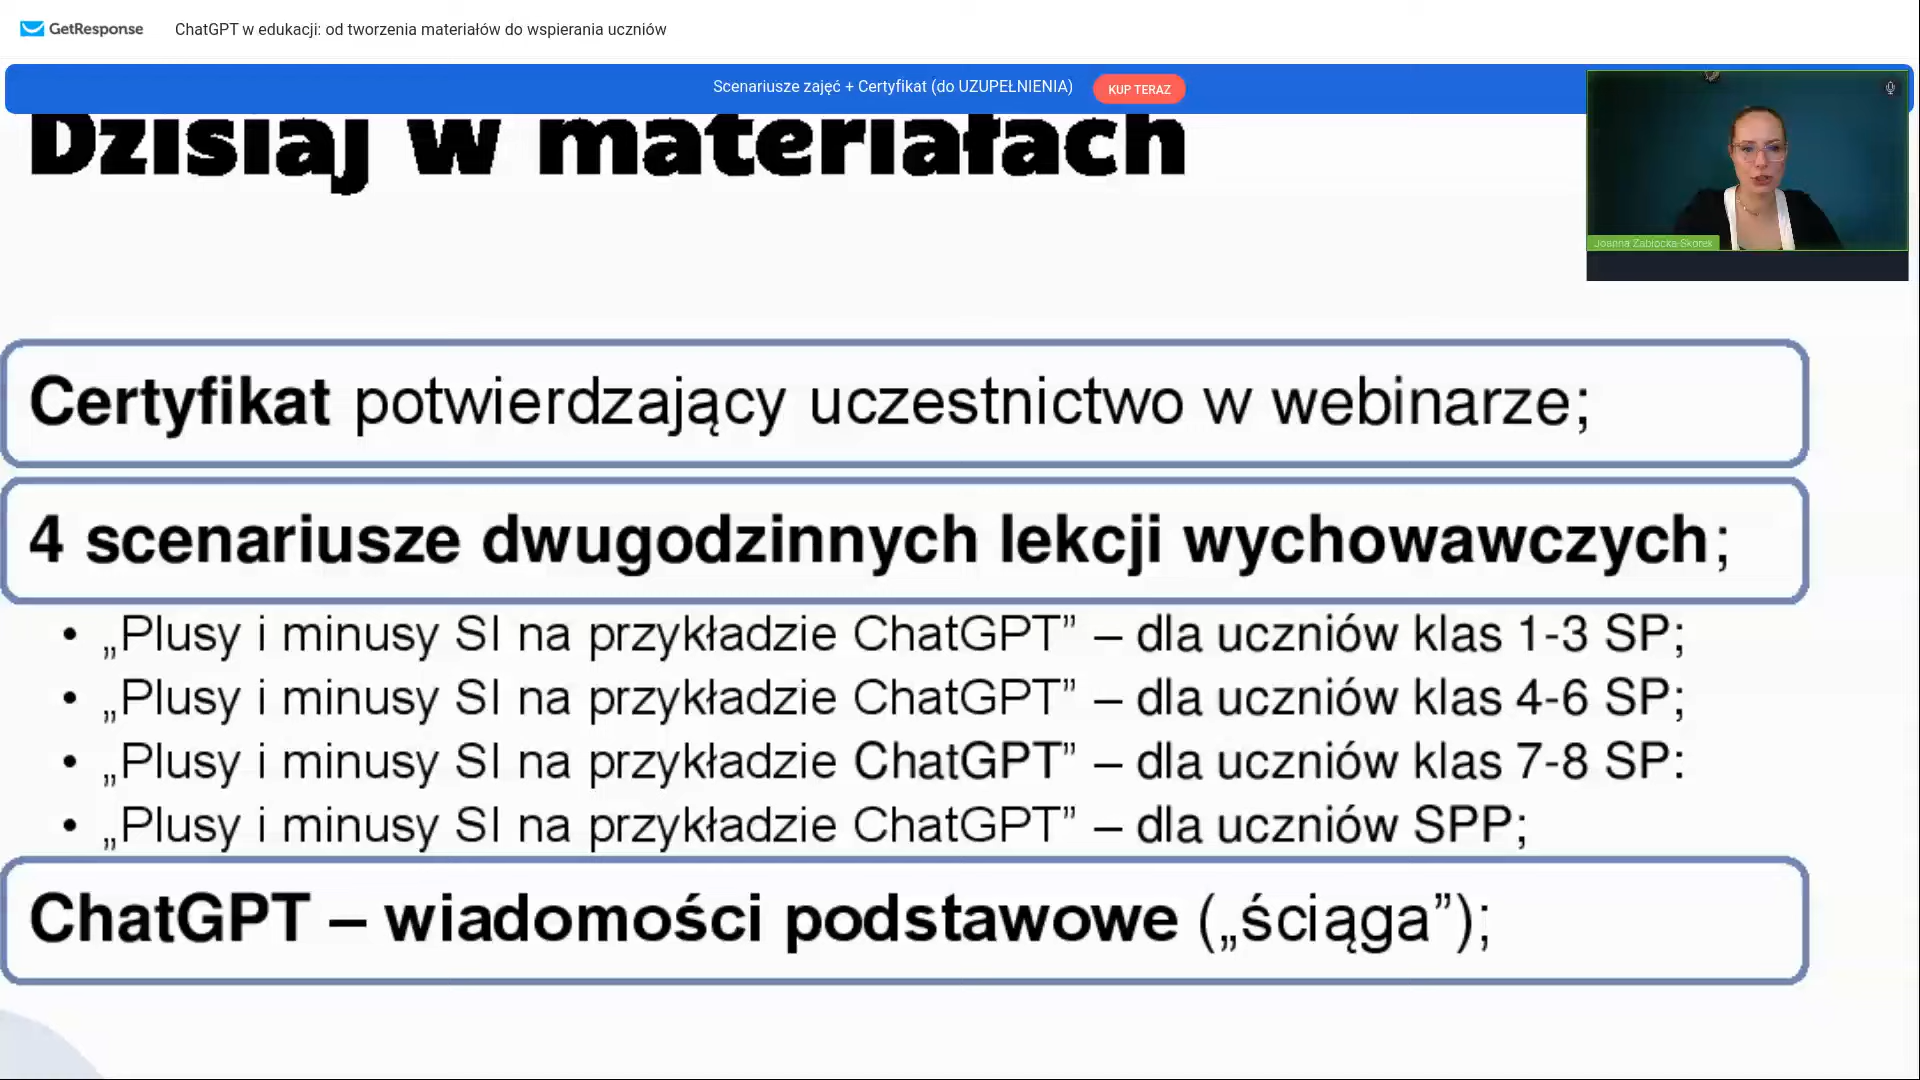 GetResponse
ChatGPT w edukacji: od tworzenia materiałów do wspierania uczniów
Scenariusze zajęć + Certyfikat (do UZUPEŁNIENIA)
KUP TERAZ
Dzisiaj w materiałach
Joanna Zabłocka-Skorek
Certyfikat potwierdzający uczestnictwo w webinarze;
4 scenariusze dwugodzinnych lekcji wychowawczych;
• „Plusy i minusy SI na przykładzie ChatGPT” – dla uczniów klas 1-3 SP;
• „Plusy i minusy SI na przykładzie ChatGPT” – dla uczniów klas 4-6 SP;
• „Plusy i minusy SI na przykładzie ChatGPT” – dla uczniów klas 7-8 SP:
• „Plusy i minusy SI na przykładzie ChatGPT” – dla uczniów SPP;
ChatGPT – wiadomości podstawowe („ściąga”);